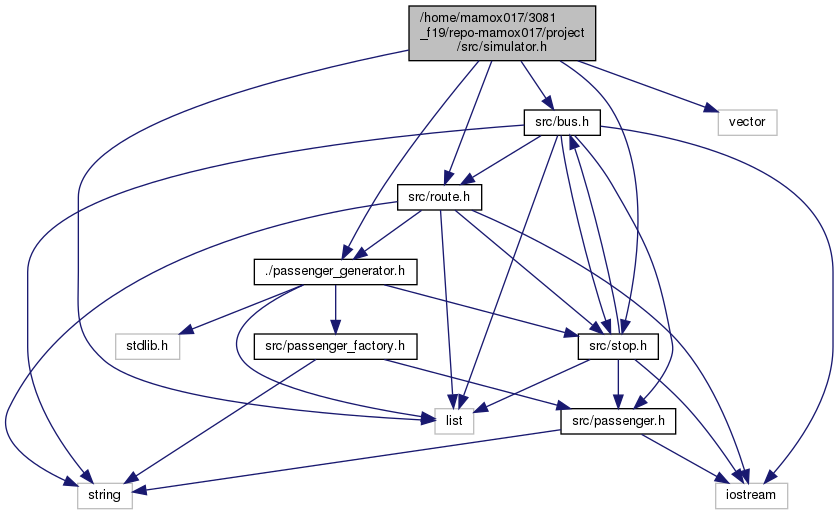 /home/mamox017/3081
_f19/repo-mamox017/project
/src/simulator.h
src/bus.h
vector
src/route.h
./passenger_generator.h
stdlib.h
src/passenger_factory.h
src/stop.h
list
src/passenger.h
string
iostream